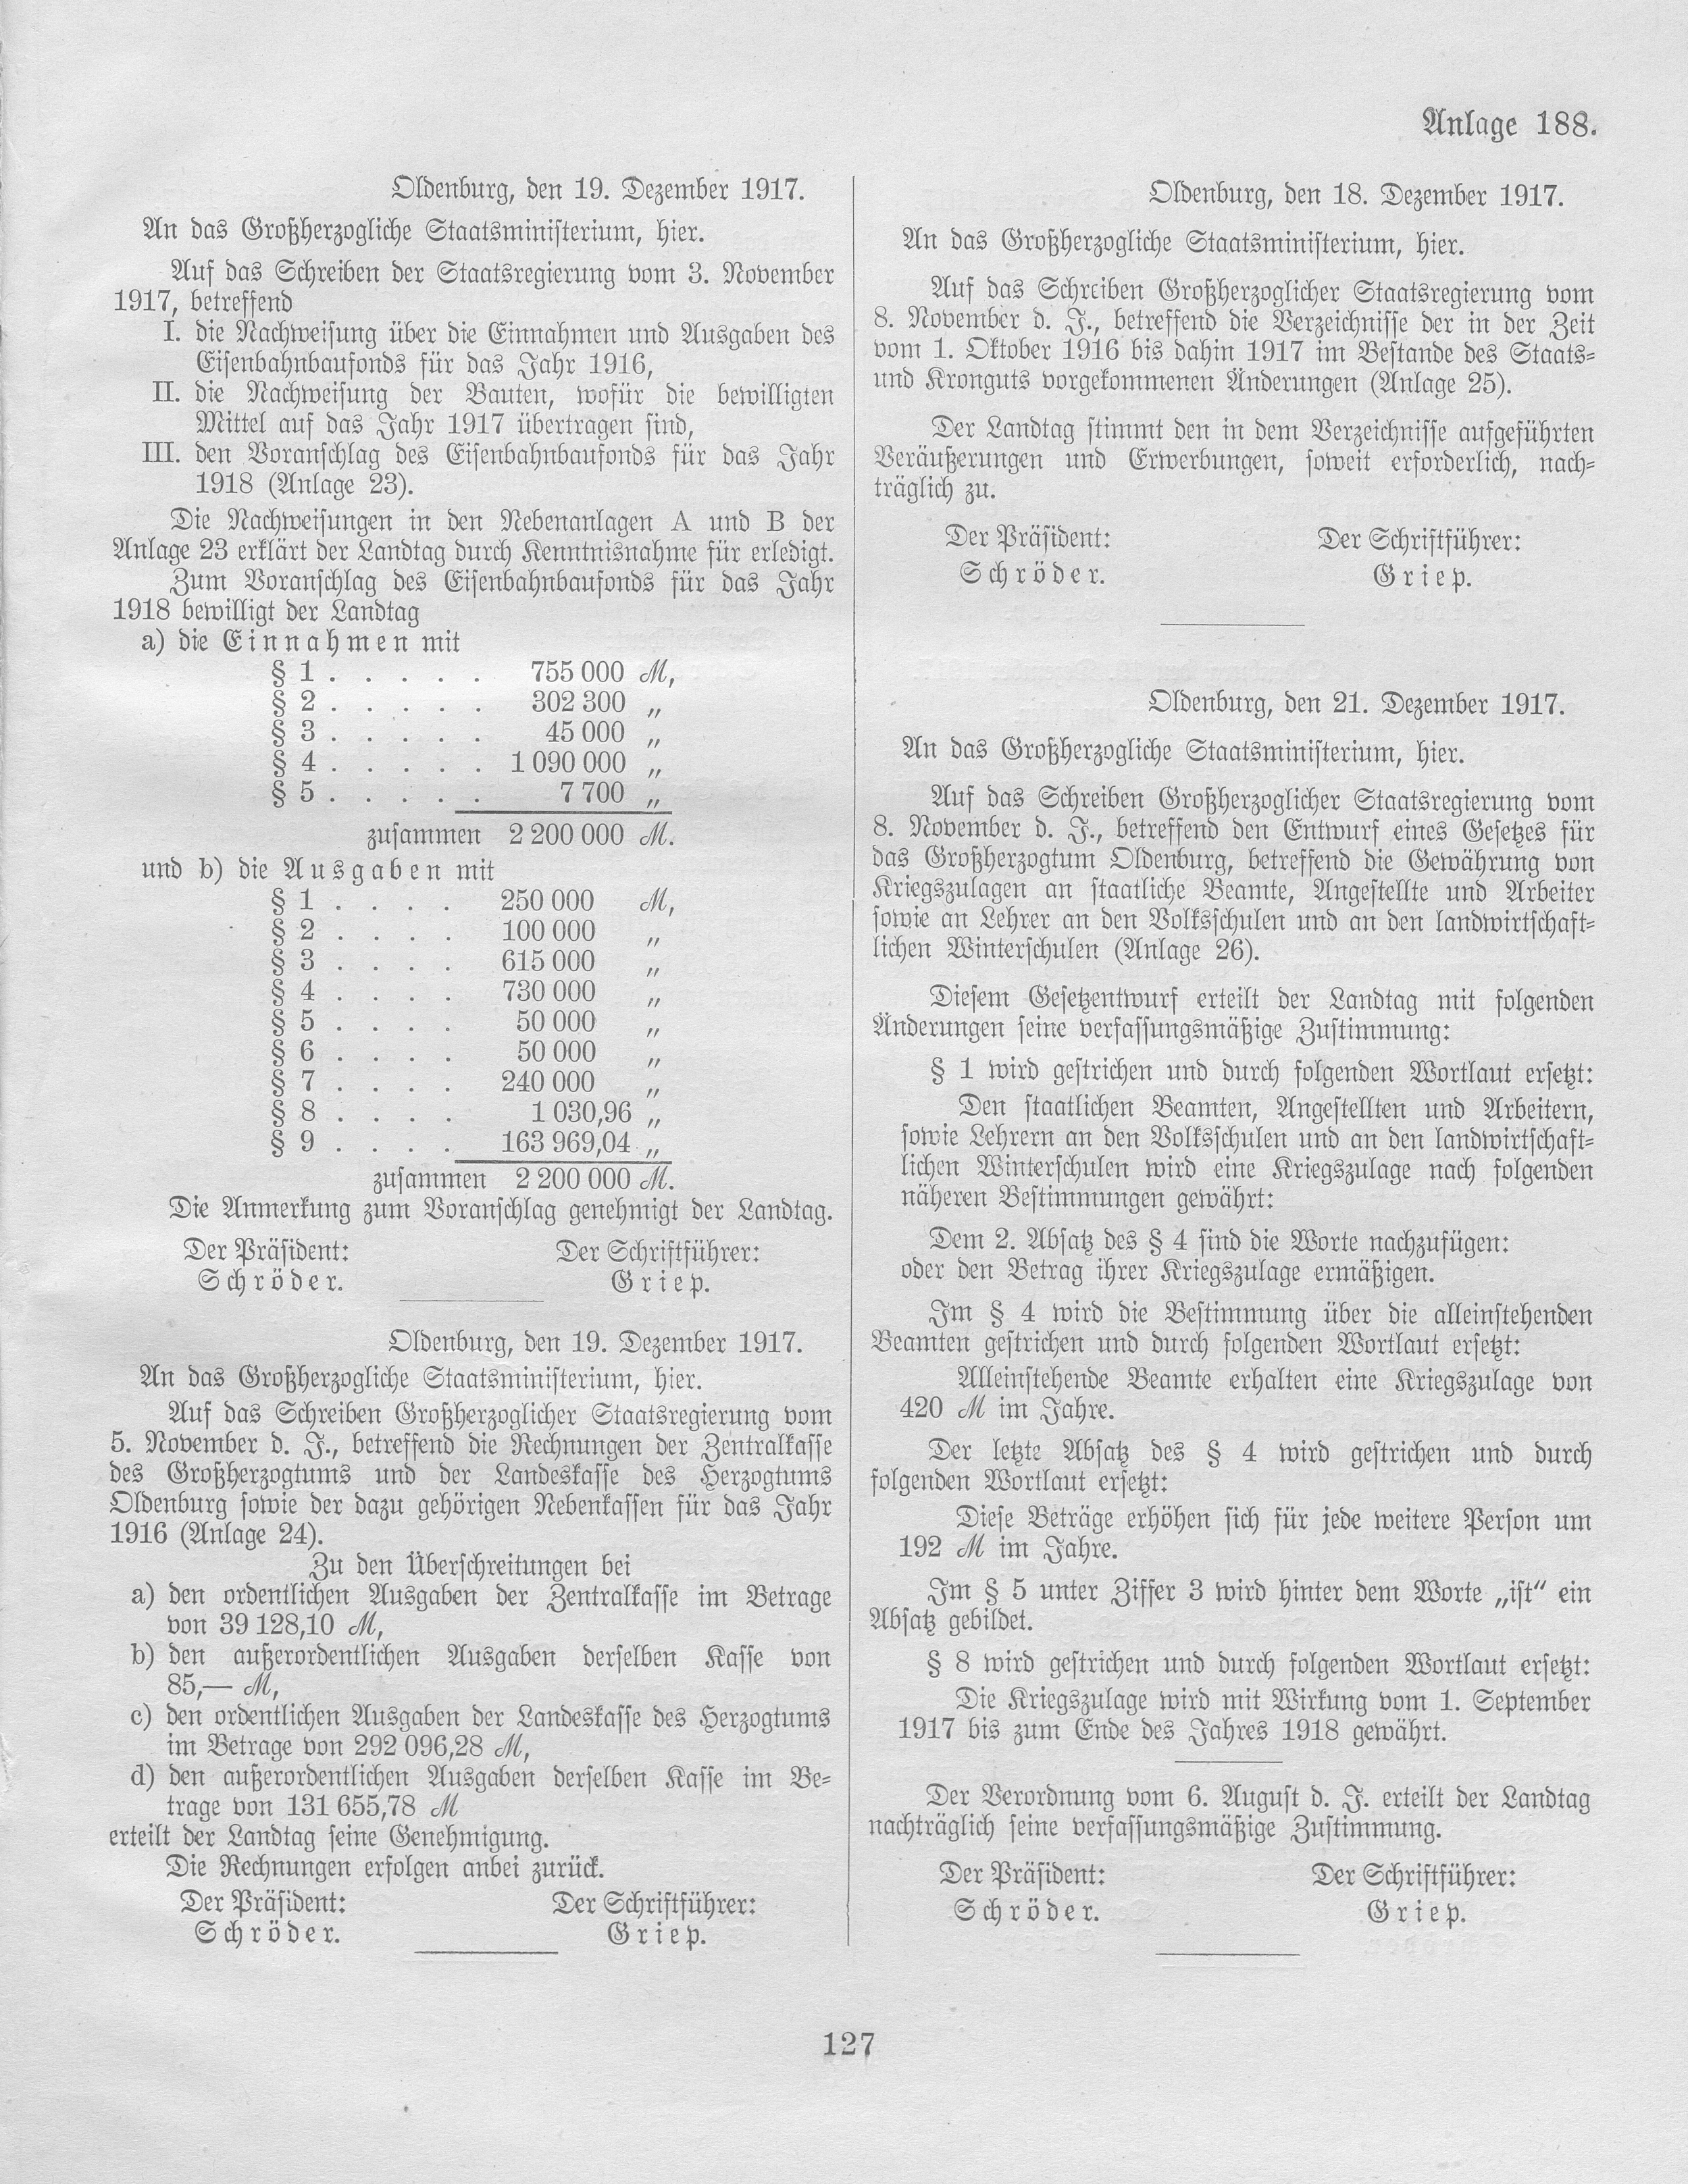 Anlage 188.
Oldenburg, den 19. Dezember 1917.
An das Großherzogliche Staatsministerium, hier.
Auf das Schreiben der Staatsregierung vom 3. November
1917, betreffend
I. die Nachweisung über die Einnahmen und Ausgaben des
Eisenbahnbaufonds für das Jahr 1916,
II. die Nachweisung der Bauten, wofür die bewilligten
Mittel auf das Jahr 1917 übertragen sind,
III. den Voranschlag des Eisenbahnbaufonds für das Jahr
1918 (Anlage 23).
Die Nachweisungen in den Nebenanlagen A und B der
Anlage 23 erklärt der Landtag durch Kenntnisnahme für erledigt.
Zum Voranschlag des Eisenbahnbaufonds für das Jahr
1918 bewilligt der Landtag
a) die Einnahmen mit
§ 1 . . . . . 755 000 ℳ,
§ 2 . . . . . 302 300 „
§ 3 . . . . . 45 000 „
§ 4 . . . . . 1 090 000 „
§ 5 . . . . . 7 700 „
zusammen 2 200 000 ℳ.
und b) die Ausgaben mit
§ 1 . . . . 250 000 ℳ,
§ 2 . . . . 100 000 „
§ 3 . . . . 615 000 „
§ 4 . . . . 730 000 „
§ 5 . . . . 50 000 „
§ 6 . . . . 50 000 „
§ 7 . . . . 240 000 „
§ 8 . . . . 1 030,96 „
§ 9 . . . . 163 969,04 „
zusammen 2 200 000 ℳ.
Die Anmerkung zum Voranschlag genehmigt der Landtag.
Der Präsident: Der Schriftführer:
Schröder. Griep.
Oldenburg, den 19. Dezember 1917.
An das Großherzogliche Staatsministerium, hier.
Auf das Schreiben Großherzoglicher Staatsregierung vom
5. November d. J., betreffend die Rechnungen der Zentralkasse
des Großherzogtums und der Landeskasse des Herzogtums
Oldenburg sowie der dazu gehörigen Nebenkassen für das Jahr
1916 (Anlage 24).
Zu den Überschreitungen bei
a) den ordentlichen Ausgaben der Zentralkasse im Betrage
von 39 128,10 ℳ,
b) den außerordentlichen Ausgaben derselben Kasse von
85,— ℳ,
c) den ordentlichen Ausgaben der Landeskasse des Herzogtums
im Betrage von 292 096,28 ℳ,
d) den außerordentlichen Ausgaben derselben Kasse im Be-
trage von 131 655,78 ℳ
erteilt der Landtag seine Genehmigung.
Die Rechnungen erfolgen anbei zurück.
Der Präsident: Der Schriftführer:
Schröder. Griep.
Oldenburg, den 18. Dezember 1917.
An das Großherzogliche Staatsministerium, hier.
Auf das Schreiben Großherzoglicher Staatsregierung vom
8. November d. J., betreffend die Verzeichnisse der in der Zeit
vom 1. Oktober 1916 bis dahin 1917 im Bestande des Staats-
und Kronguts vorgekommenen Änderungen (Anlage 25).
Der Landtag stimmt den in dem Verzeichnisse aufgeführten
Veräußerungen und Erwerbungen, soweit erforderlich, nach-
träglich zu.
Der Präsident: Der Schriftführer:
Schröder. Griep.
Oldenburg, den 21. Dezember 1917.
An das Großherzogliche Staatsministerium, hier.
Auf das Schreiben Großherzoglicher Staatsregierung vom
8. November d. J., betreffend den Entwurf eines Gesetzes für
das Großherzogtum Oldenburg, betreffend die Gewährung von
Kriegszulagen an staatliche Beamte, Angestellte und Arbeiter
sowie an Lehrer an den Volksschulen und an den landwirtschaft-
lichen Winterschulen (Anlage 26).
Diesem Gesetzentwurf erteilt der Landtag mit folgenden
Änderungen seine verfassungsmäßige Zustimmung:
§ 1 wird gestrichen und durch folgenden Wortlaut ersetzt:
Den staatlichen Beamten, Angestellten und Arbeitern,
sowie Lehrern an den Volksschulen und an den landwirtschaft-
lichen Winterschulen wird eine Kriegszulage nach folgenden
näheren Bestimmungen gewährt:
Dem 2. Absatz des § 4 sind die Worte nachzufügen:
oder den Betrag ihrer Kriegszulage ermäßigen.
Im § 4 wird die Bestimmung über die alleinstehenden
Beamten gestrichen und durch folgenden Wortlaut ersetzt:
Alleinstehende Beamte erhalten eine Kriegszulage von
420 ℳ im Jahre.
Der letzte Absatz des § 4 wird gestrichen und durch
folgenden Wortlaut ersetzt:
Diese Beträge erhöhen sich für jede weitere Person um
192 ℳ im Jahre.
Im § 5 unter Ziffer 3 wird hinter dem Worte „ist“ ein
Absatz gebildet.
§ 8 wird gestrichen und durch folgenden Wortlaut ersetzt:
Die Kriegszulage wird mit Wirkung vom 1. September
1917 bis zum Ende des Jahres 1918 gewährt.
Der Verordnung vom 6. August d. J. erteilt der Landtag
nachträglich seine verfassungsmäßige Zustimmung.
Der Präsident: Der Schriftführer:
Schröder. Griep.
127